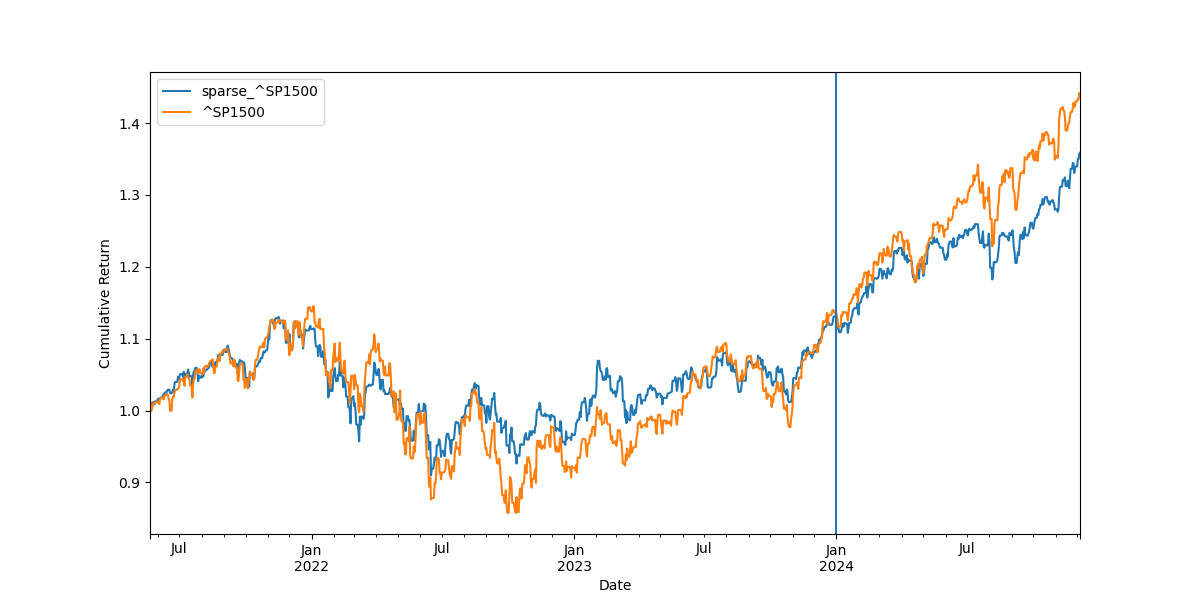 sparse_^SP1500
^SP1500
Cumulative Return
1.4
1.3
1.2
1.1
1.0
0.9
Jul
Jan
2022
Jul
Jan
2023
Jul
Jan
2024
Jul
Date